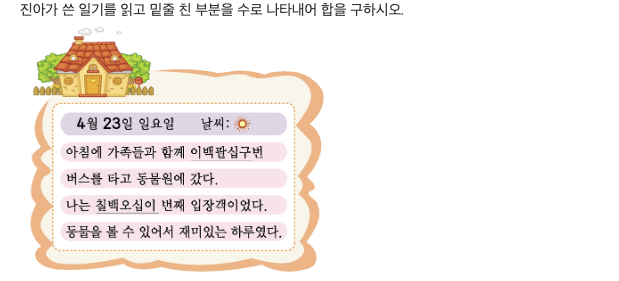 진아가 쓴 일기를 읽고 밑줄 친 부분을 수로 나타내어 합을 구하시오.
4월 23일 일요일 날씨:
아침에 가족들과 함께 이백팔십구번
버스를 타고 동물원에 갔다.
나는 칠백오십이 번째 입장객이었다.
동물을 볼 수 있어서 재미있는 하루였다.